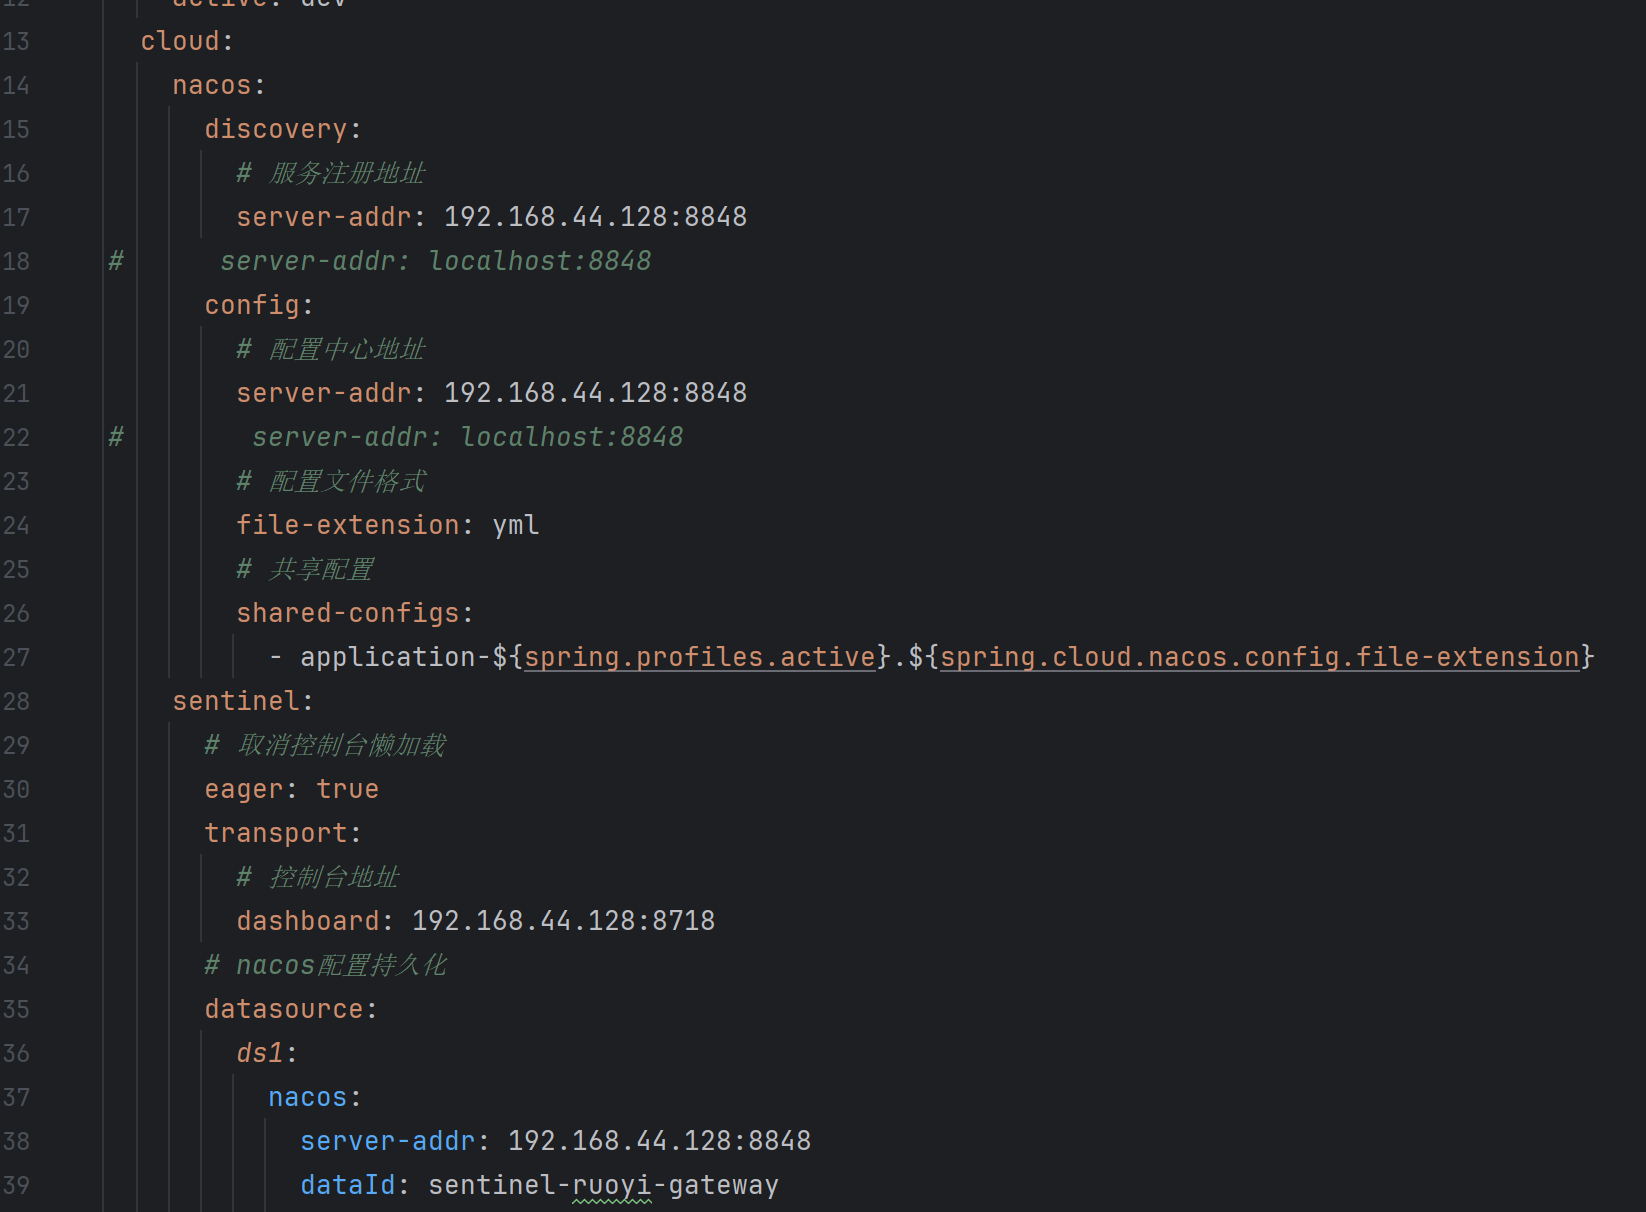 12 active: dev
13 cloud:
14 nacos:
15 discovery:
16 # 服务注册地址
17 server-addr: 192.168.44.128:8848
18 # server-addr: localhost:8848
19 config:
20 # 配置中心地址
21 server-addr: 192.168.44.128:8848
22 # server-addr: localhost:8848
23 # 配置文件格式
24 file-extension: yml
25 # 共享配置
26 shared-configs:
27 - application-${spring.profiles.active}.${spring.cloud.nacos.config.file-extension}
28 sentinel:
29 # 取消控制台懒加载
30 eager: true
31 transport:
32 # 控制台地址
33 dashboard: 192.168.44.128:8718
34 # nacos配置持久化
35 datasource:
36 ds1:
37 nacos:
38 server-addr: 192.168.44.128:8848
39 dataId: sentinel-ruoyi-gateway